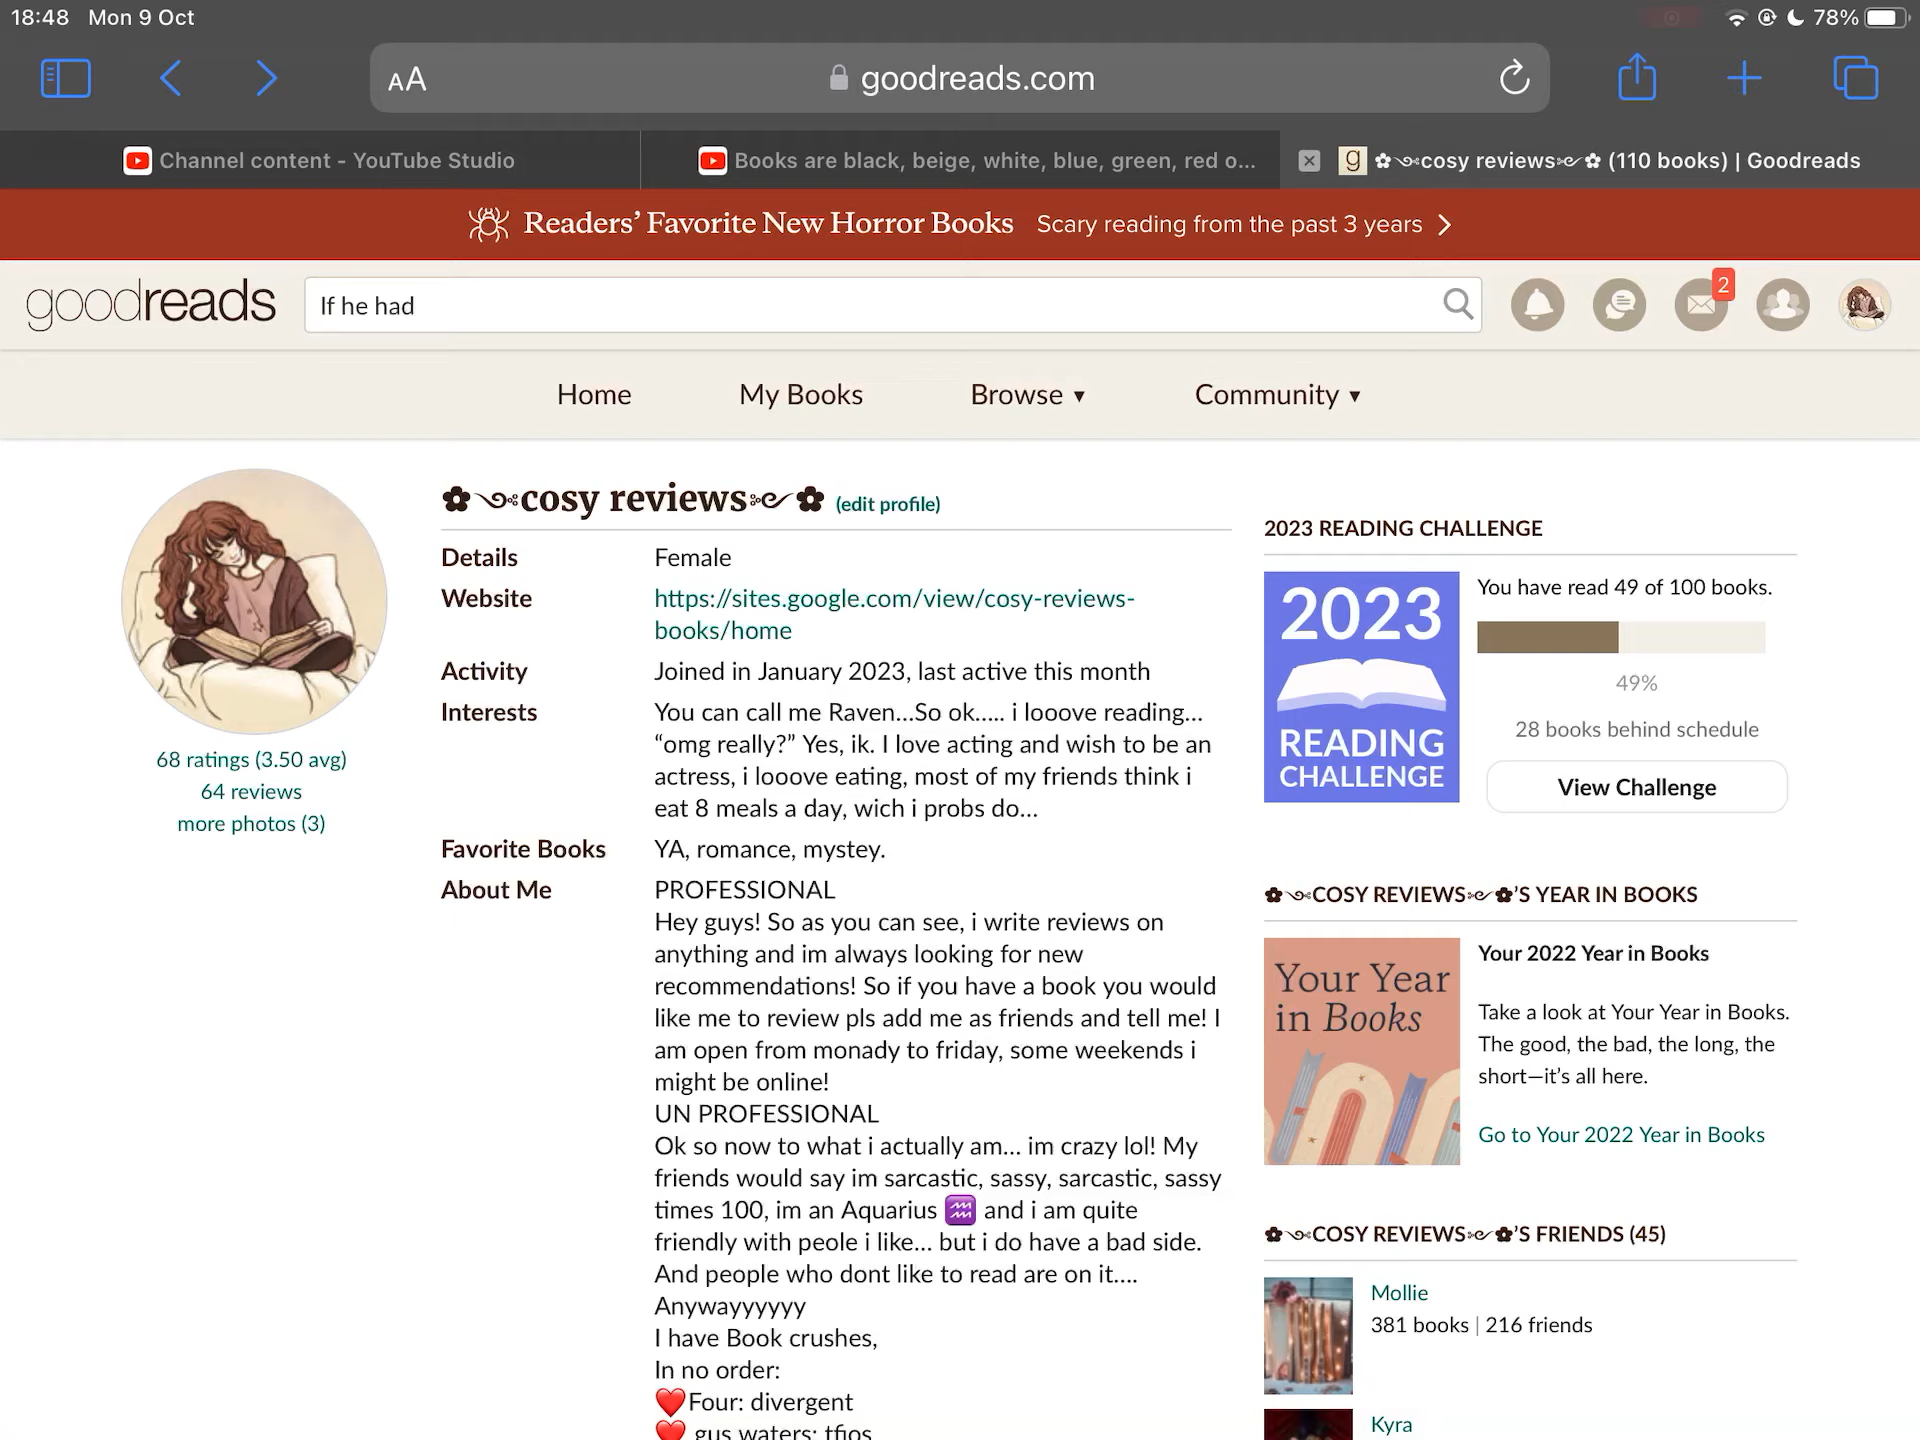 18:48 Mon 9 Oct
78%
AA
goodreads.com
Channel content - YouTube Studio
Books are black, beige, white, blue, green, red o...
g ✿࿐cosy reviews࿐✿ (110 books) | Goodreads
Readers’ Favorite New Horror Books Scary reading from the past 3 years
goodreads
If he had
2
Home
My Books
Browse ▾
Community ▾
✿࿐cosy reviews࿐✿ (edit profile)
Details Female
Website https://sites.google.com/view/cosy-reviews-
books/home
Activity Joined in January 2023, last active this month
Interests You can call me Raven...So ok..... i looove reading...
“omg really?” Yes, ik. I love acting and wish to be an
actress, i looove eating, most of my friends think i
eat 8 meals a day, wich i probs do...
Favorite Books YA, romance, mystey.
About Me PROFESSIONAL
Hey guys! So as you can see, i write reviews on
anything and im always looking for new
recommendations! So if you have a book you would
like me to review pls add me as friends and tell me! I
am open from monady to friday, some weekends i
might be online!
UN PROFESSIONAL
Ok so now to what i actually am... im crazy lol! My
friends would say im sarcastic, sassy, sarcastic, sassy
times 100, im an Aquarius ♒ and i am quite
friendly with peole i like... but i do have a bad side.
And people who dont like to read are on it....
Anywayyyyyy
I have Book crushes,
In no order:
❤️Four: divergent
❤️ gus waters: tfios
68 ratings (3.50 avg)
64 reviews
more photos (3)
2023 READING CHALLENGE
2023
READING
CHALLENGE
You have read 49 of 100 books.
49%
28 books behind schedule
View Challenge
✿࿐COSY REVIEWS࿐✿’S YEAR IN BOOKS
Your Year
in Books
Your 2022 Year in Books
Take a look at Your Year in Books.
The good, the bad, the long, the
short—it’s all here.
Go to Your 2022 Year in Books
✿࿐COSY REVIEWS࿐✿’S FRIENDS (45)
Mollie
381 books | 216 friends
Kyra